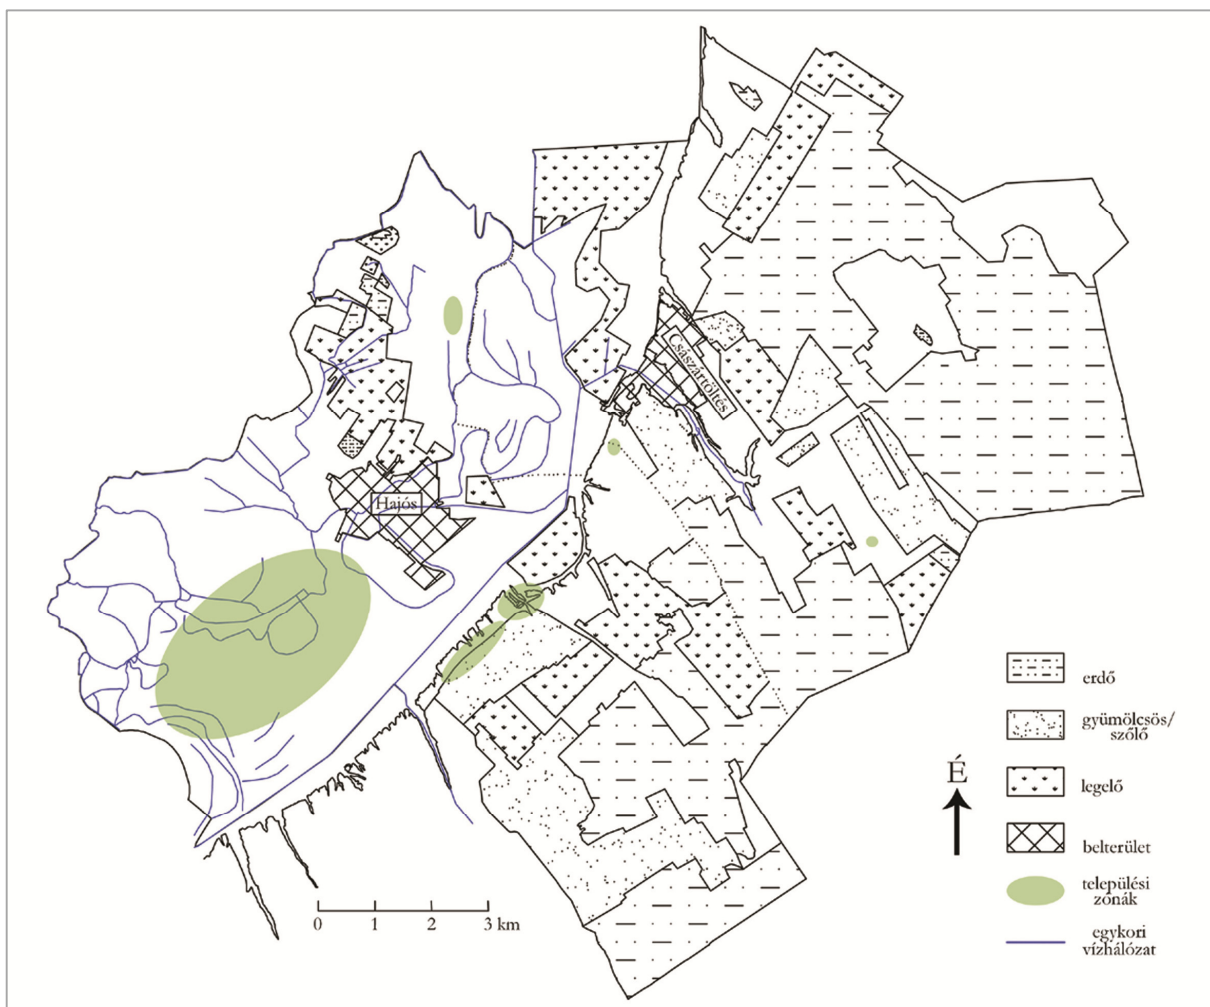 Császártöltés
Hajós
erdő
gyümölcsös/
szőlő
legelő
É
belterület
települési
zónák
0 1 2 3 km
egykori
vízhálózat